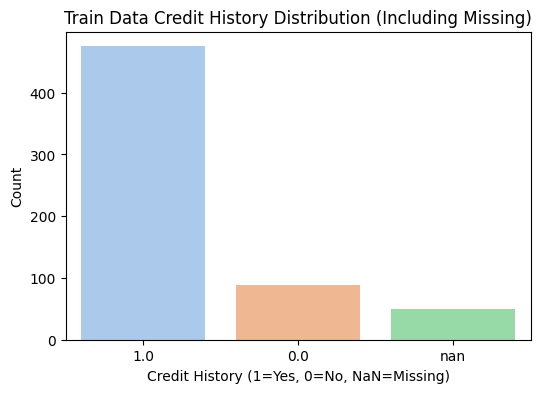 Train Data Credit History Distribution (Including Missing)
Count
400
300
200
100
0
1.0 0.0 nan
Credit History (1=Yes, 0=No, NaN=Missing)